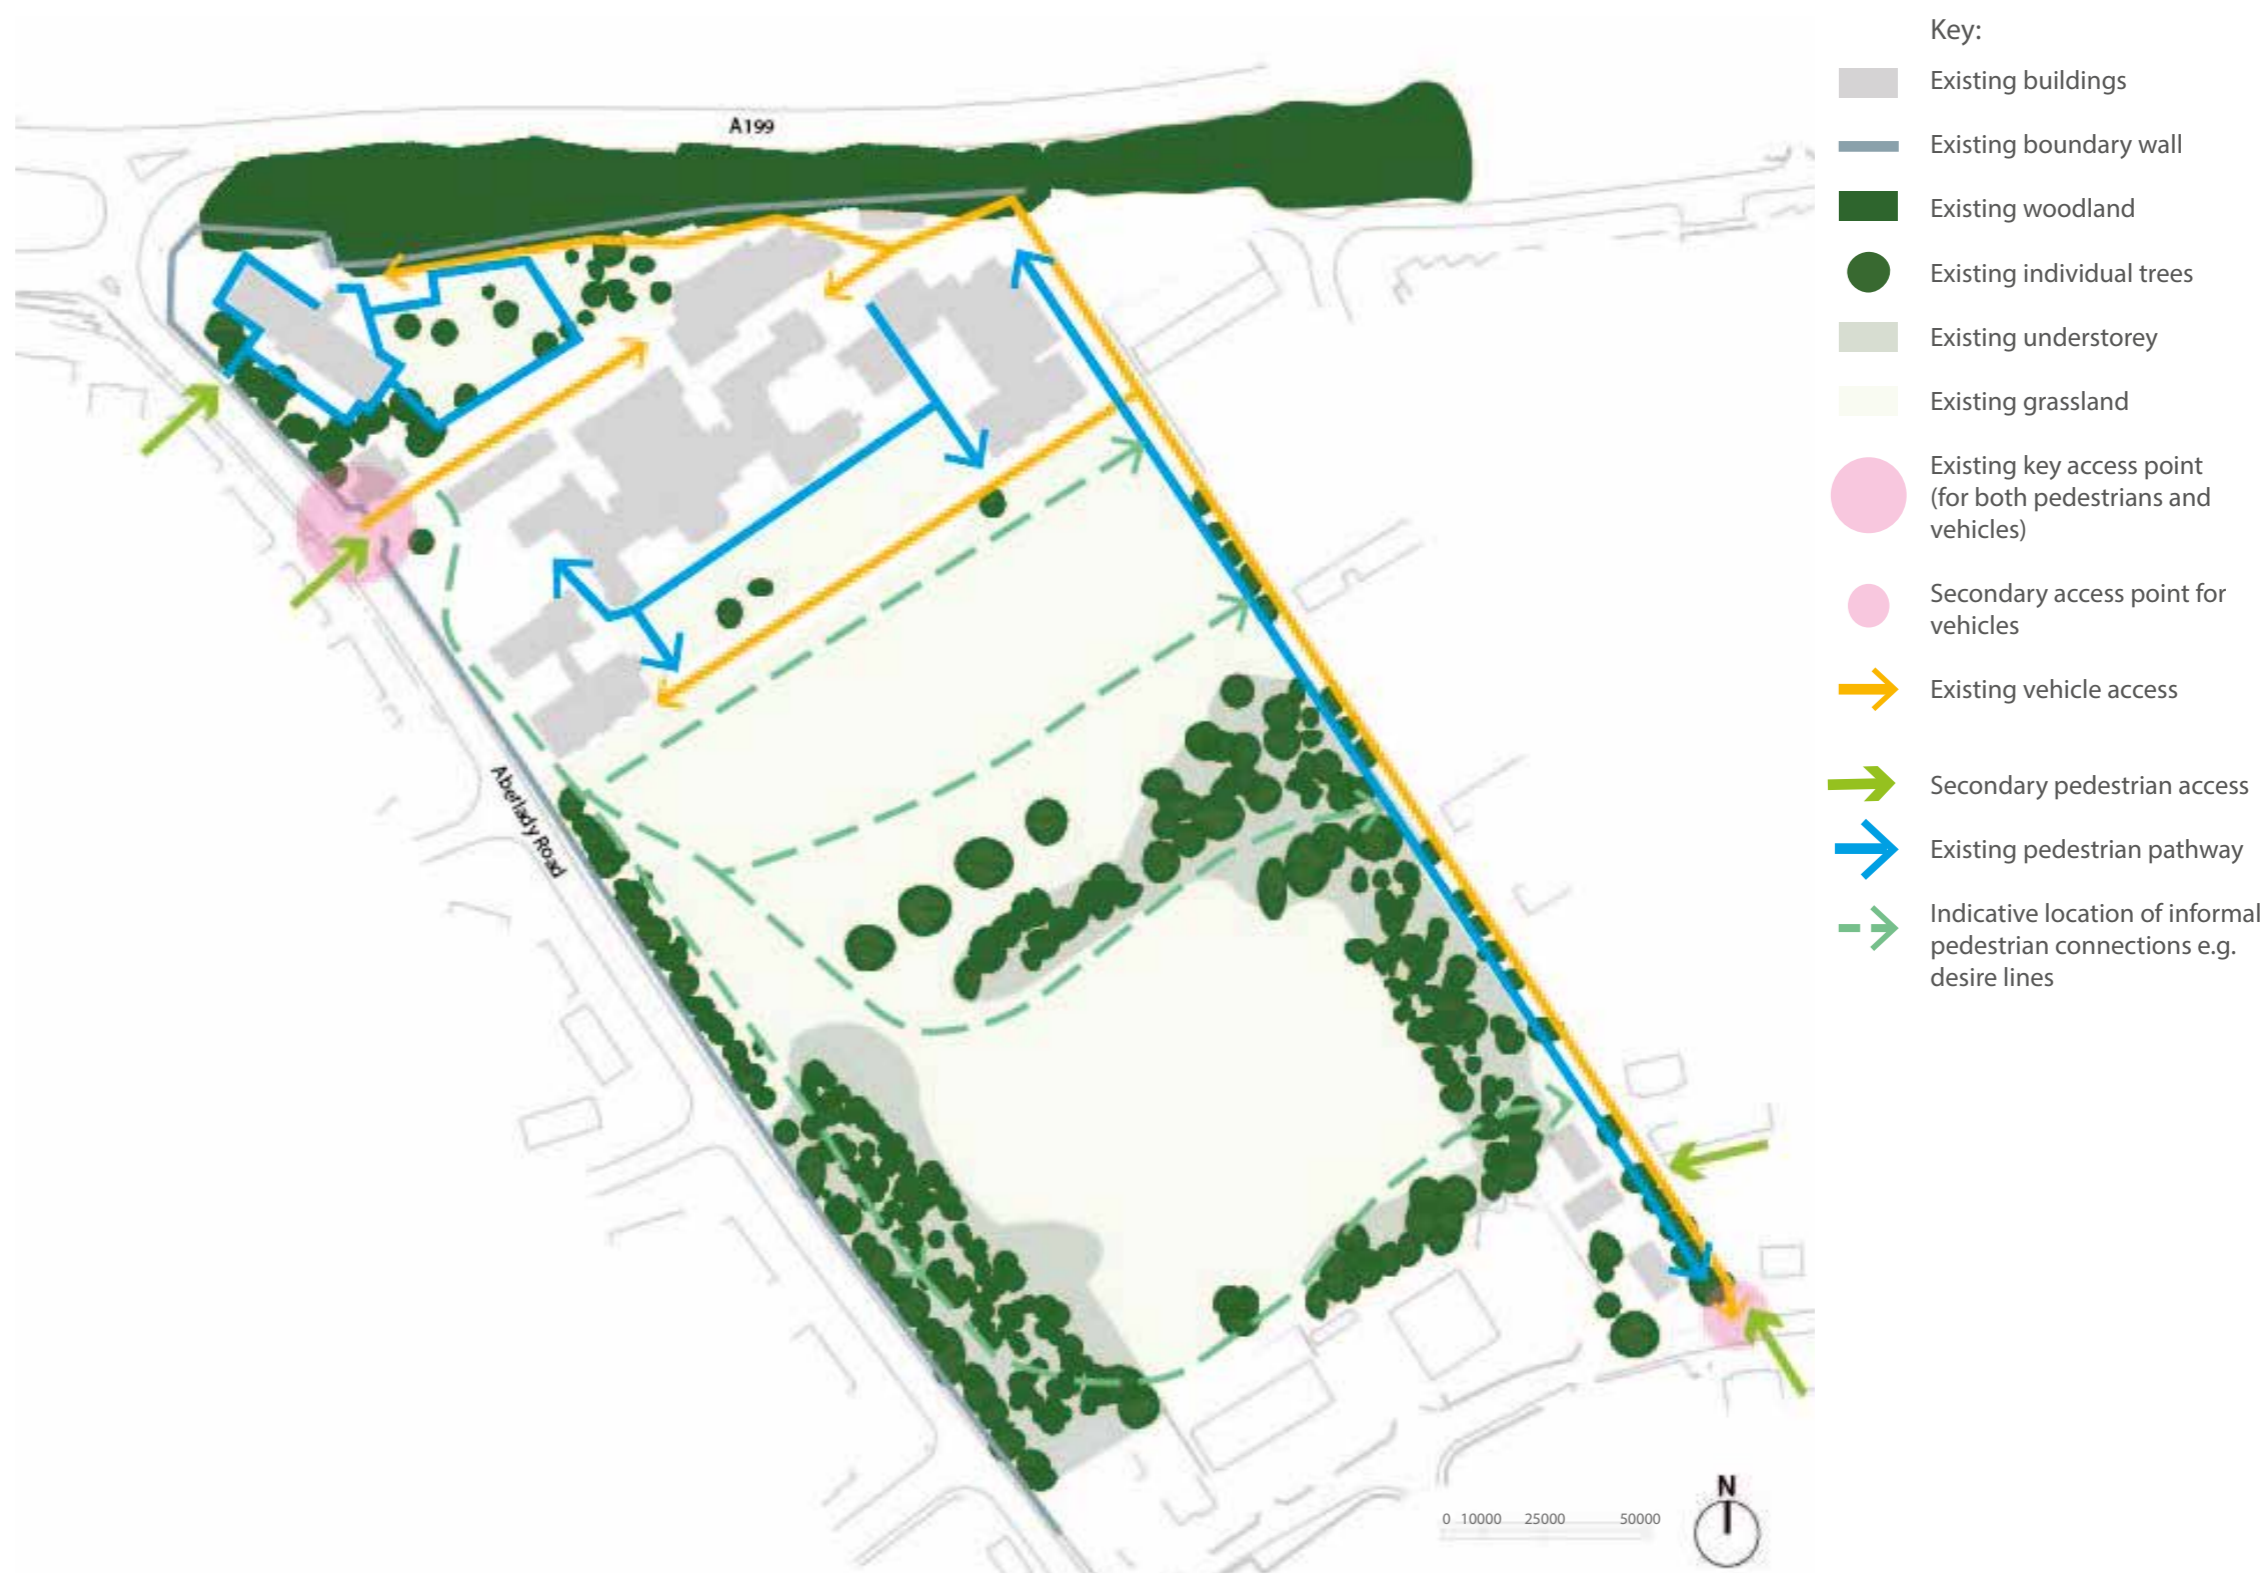 A199
Aberlady Road
Key:
Existing buildings
Existing boundary wall
Existing woodland
Existing individual trees
Existing understorey
Existing grassland
Existing key access point
(for both pedestrians and
vehicles)
Secondary access point for
vehicles
Existing vehicle access
Secondary pedestrian access
Existing pedestrian pathway
Indicative location of informal
pedestrian connections e.g.
desire lines
N
0 10000 25000 50000